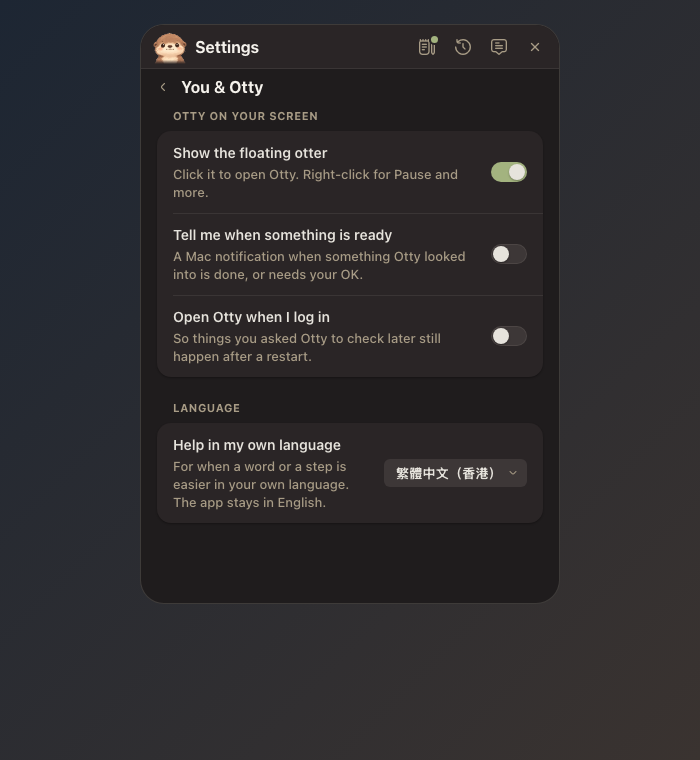 Settings
You & Otty
OTTY ON YOUR SCREEN
Show the floating otter
Click it to open Otty. Right-click for Pause and
more.
Tell me when something is ready
A Mac notification when something Otty looked
into is done, or needs your OK.
Open Otty when I log in
So things you asked Otty to check later still
happen after a restart.
LANGUAGE
Help in my own language
For when a word or a step is
easier in your own language.
The app stays in English.
繁體中文（香港）